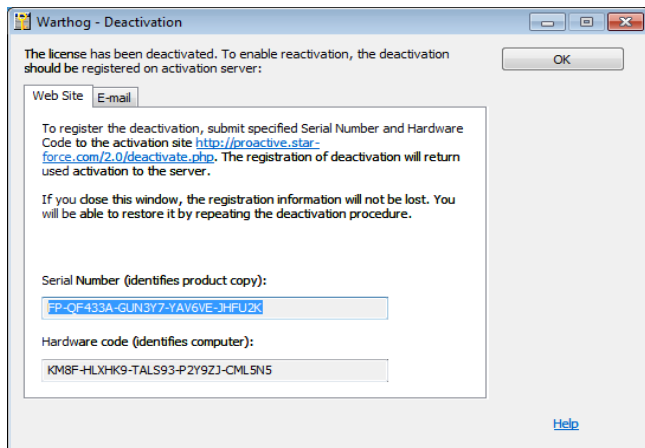 Warthog - Deactivation
The license has been deactivated. To enable reactivation, the deactivation
should be registered on activation server:
OK
Web Site
E-mail
To register the deactivation, submit specified Serial Number and Hardware
Code to the activation site http://proactive.star-
force.com/2.0/deactivate.php. The registration of deactivation will return
used activation to the server.
If you close this window, the registration information will not be lost. You
will be able to restore it by repeating the deactivation procedure.
Serial Number (identifies product copy):
FP-QF433A-GUN3Y7-YAV6VE-JHFU2K
Hardware code (identifies computer):
KM8F-HLXHK9-TALS93-P2Y9ZJ-CML5N5
Help